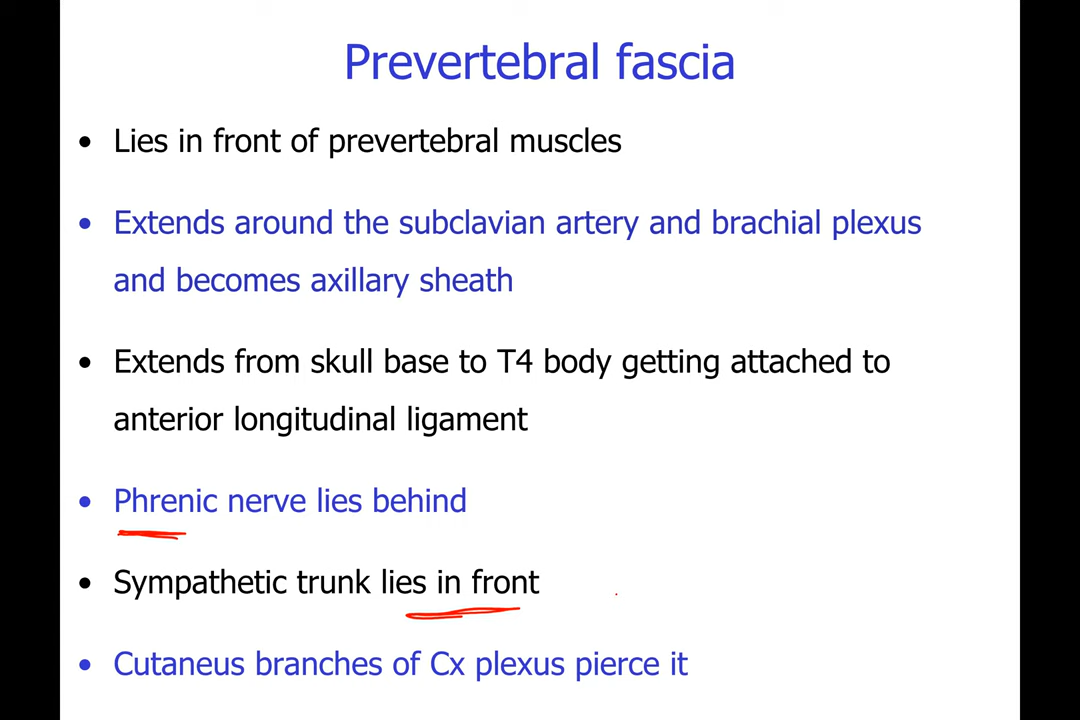 Prevertebral fascia
• Lies in front of prevertebral muscles
• Extends around the subclavian artery and brachial plexus
and becomes axillary sheath
• Extends from skull base to T4 body getting attached to
anterior longitudinal ligament
• Phrenic nerve lies behind
• Sympathetic trunk lies in front
• Cutaneus branches of Cx plexus pierce it